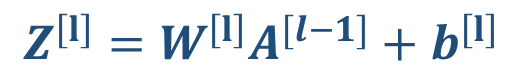 Z^[l] = W^[l] A^[l−1] + b^[l]